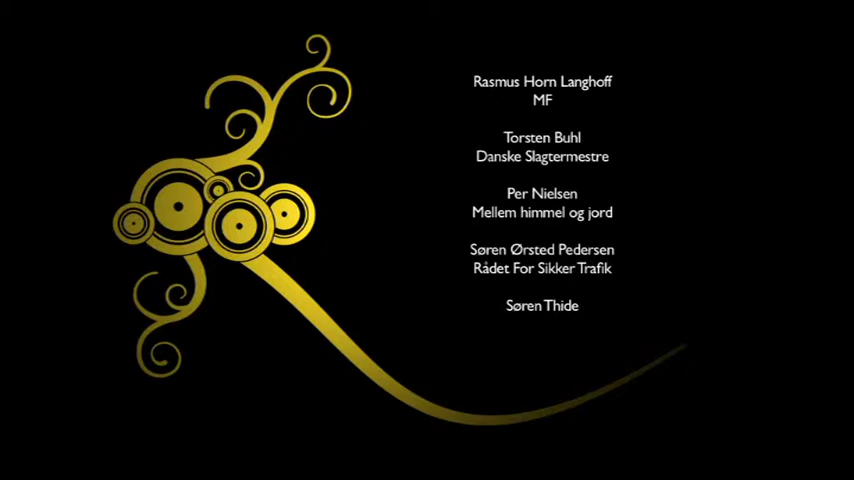 Rasmus Horn Langhoff
MF
Torsten Buhl
Danske Slagtermestre
Per Nielsen
Mellem himmel og jord
Søren Ørsted Pedersen
Rådet For Sikker Trafik
Søren Thide